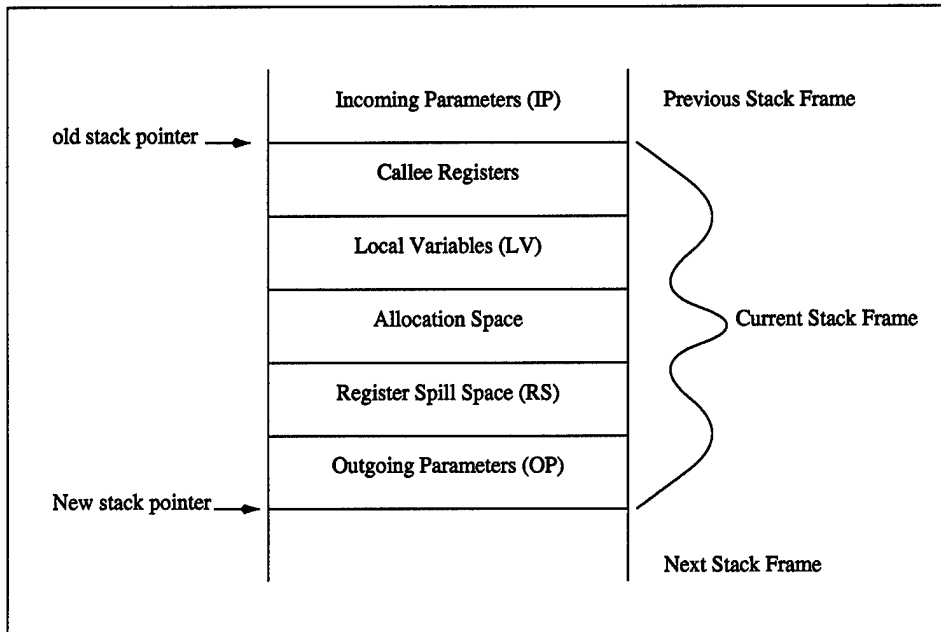 Incoming Parameters (IP)
Previous Stack Frame
old stack pointer
Callee Registers
Local Variables (LV)
Allocation Space
Current Stack Frame
Register Spill Space (RS)
Outgoing Parameters (OP)
New stack pointer
Next Stack Frame